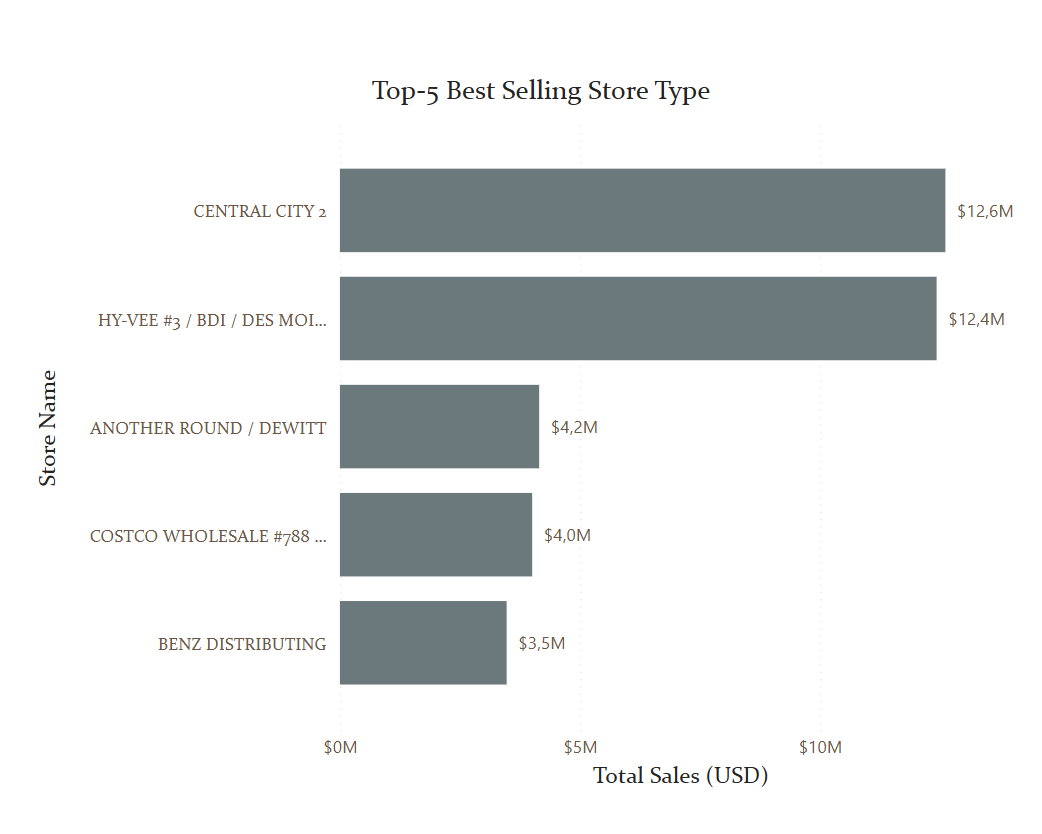 Top-5 Best Selling Store Type
Store Name
CENTRAL CITY 2
$12,6M
HY-VEE #3 / BDI / DES MOI...
$12,4M
ANOTHER ROUND / DEWITT
$4,2M
COSTCO WHOLESALE #788 ...
$4,0M
BENZ DISTRIBUTING
$3,5M
$0M
$5M
$10M
Total Sales (USD)